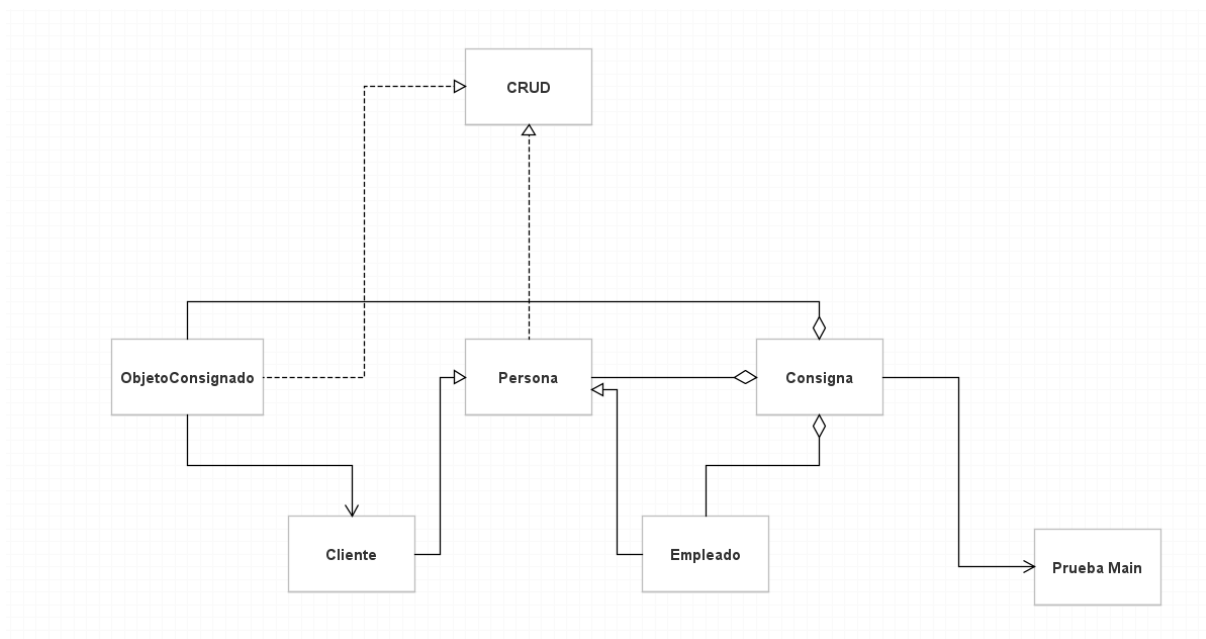 CRUD
ObjetoConsignado
Persona
Consigna
Cliente
Empleado
Prueba Main